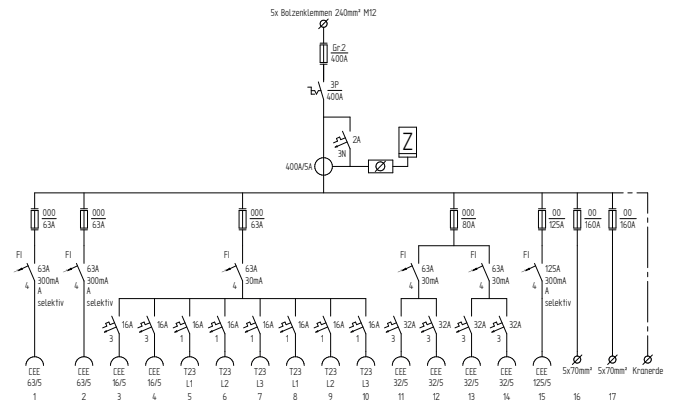 5x Bolzenklemmen 240mm² M12
Gr.2
400A
3P
400A
2A
3N
Z
400A/5A
000 000 000 000 00 00 00
63A 63A 63A 80A 125A 160A 160A
FI FI FI FI FI FI
63A 63A 63A 63A 63A 125A
300mA 300mA 30mA 30mA 30mA 300mA
4 4 4 4 4 4
A A A
selektiv selektiv selektiv
16A 16A 16A 16A 16A 16A 16A 16A 32A 32A 32A 32A
3 3 1 1 1 1 1 1 3 3 3 3
CEE CEE CEE CEE T23 T23 T23 T23 T23 T23 CEE CEE CEE CEE CEE 5x70mm² 5x70mm² Kranerde
63/5 63/5 16/5 16/5 L1 L2 L3 L1 L2 L3 32/5 32/5 32/5 32/5 125/5
1 2 3 4 5 6 7 8 9 10 11 12 13 14 15 16 17